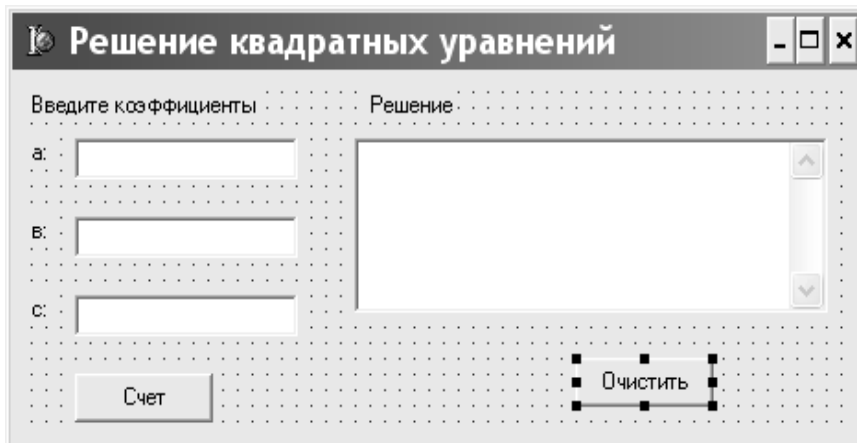 Решение квадратных уравнений
Введите коэффициенты
Решение
а:
в:
с:
Счет
Очистить